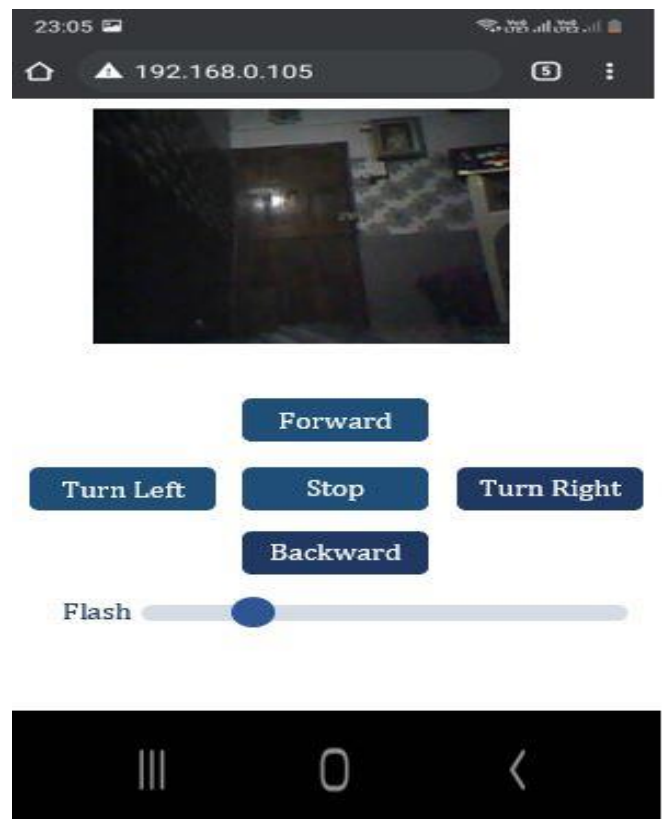 23:05
192.168.0.105 5
Forward
Turn Left Stop Turn Right
Backward
Flash